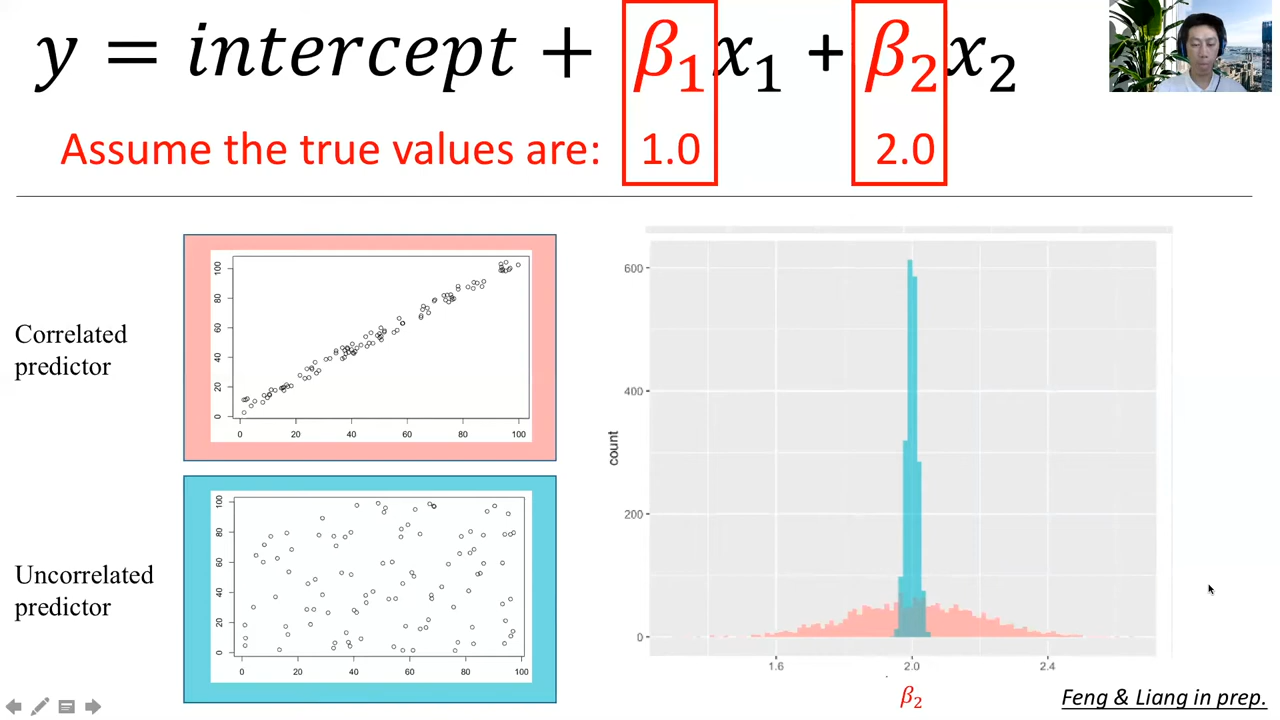 y = intercept + β₁x₁ + β₂x₂
Assume the true values are: 1.0 2.0
Correlated
predictor
0 20 40 60 80 100
0 20 40 60 80 100
Uncorrelated
predictor
0 20 40 60 80 100
0 20 40 60 80 100
count
600
400
200
0
1.6 2.0 2.4
β₂
Feng & Liang in prep.